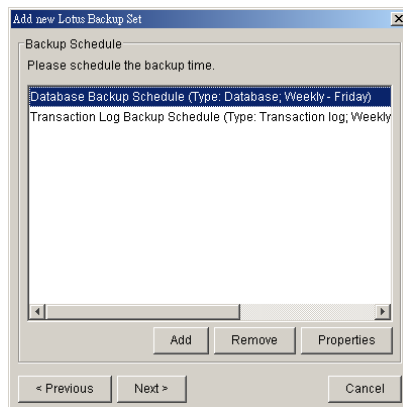 Add new Lotus Backup Set
Backup Schedule
Please schedule the backup time.
Database Backup Schedule (Type: Database; Weekly - Friday)
Transaction Log Backup Schedule (Type: Transaction log; Weekly
Add Remove Properties
< Previous Next > Cancel